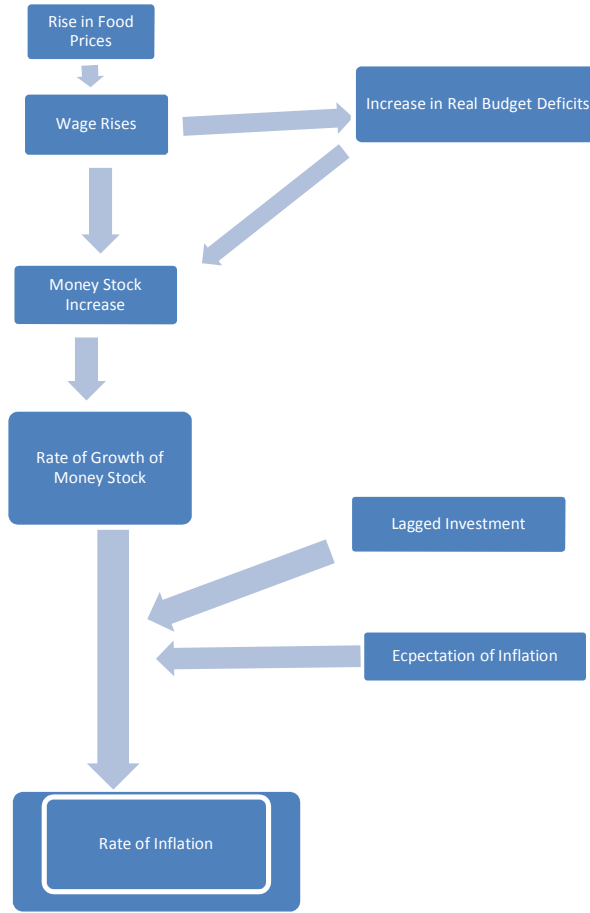 Rise in Food
Prices
Wage Rises
Increase in Real Budget Deficits
Money Stock
Increase
Rate of Growth of
Money Stock
Lagged Investment
Ecpectation of Inflation
Rate of Inflation